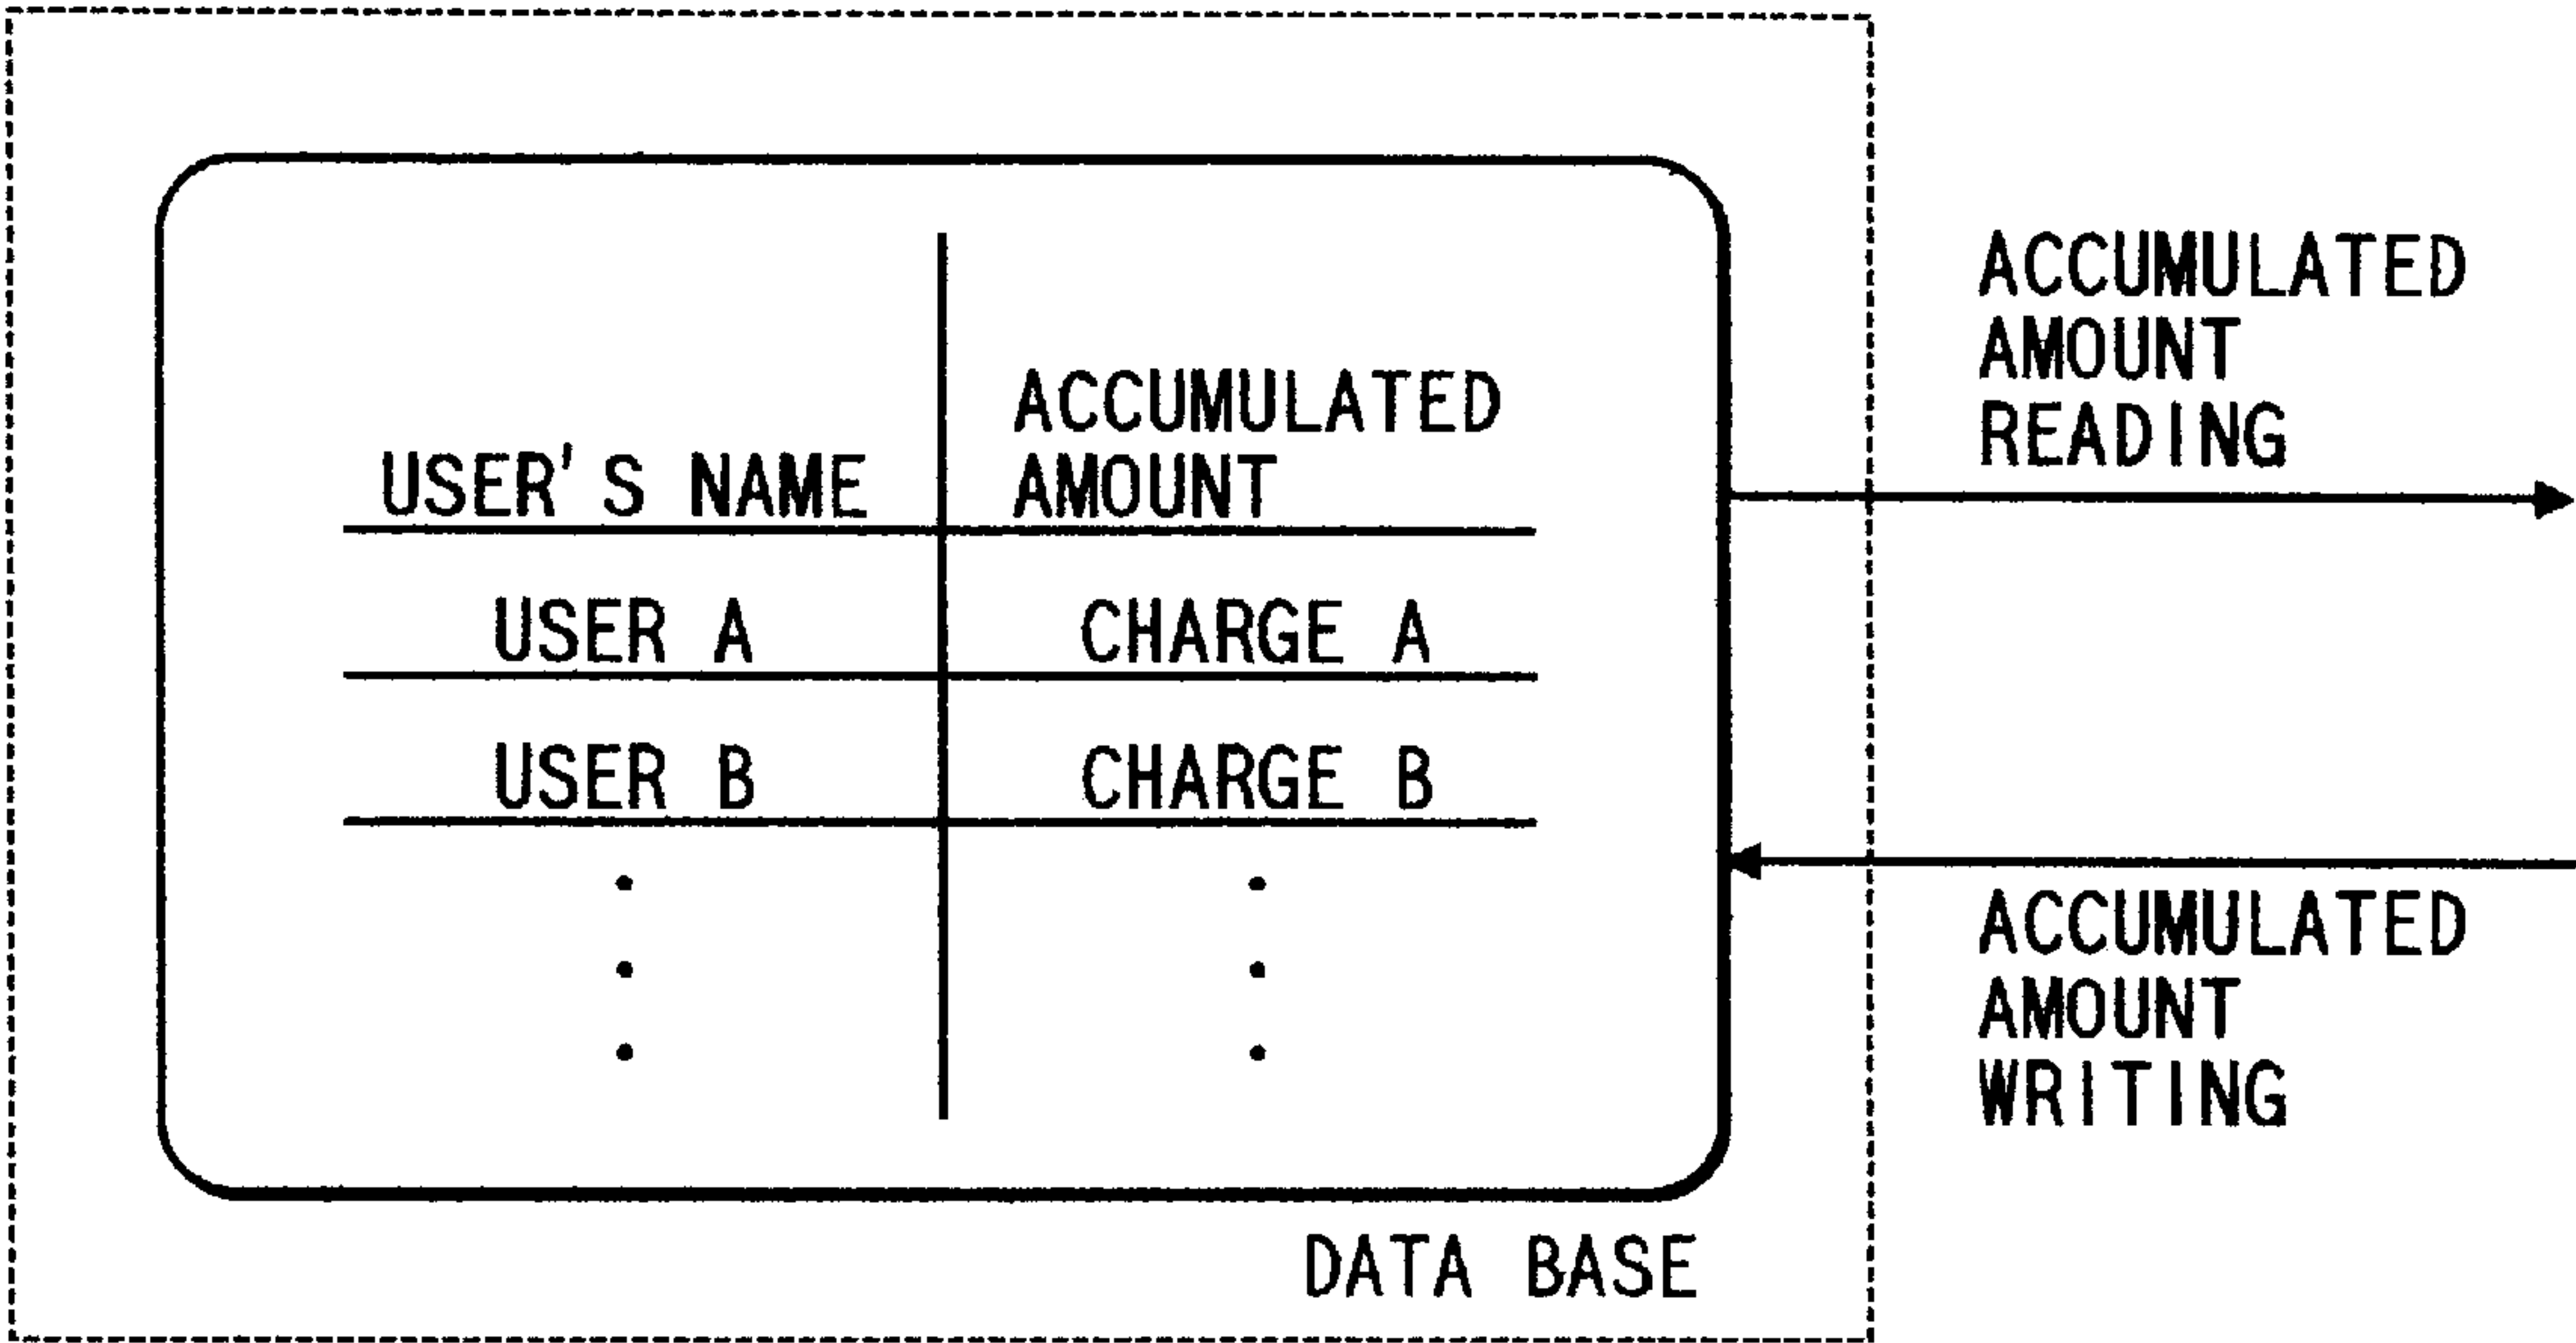 ACCUMULATED
USER'S NAME AMOUNT
USER A CHARGE A
USER B CHARGE B
DATA BASE
ACCUMULATED
AMOUNT
READING
ACCUMULATED
AMOUNT
WRITING